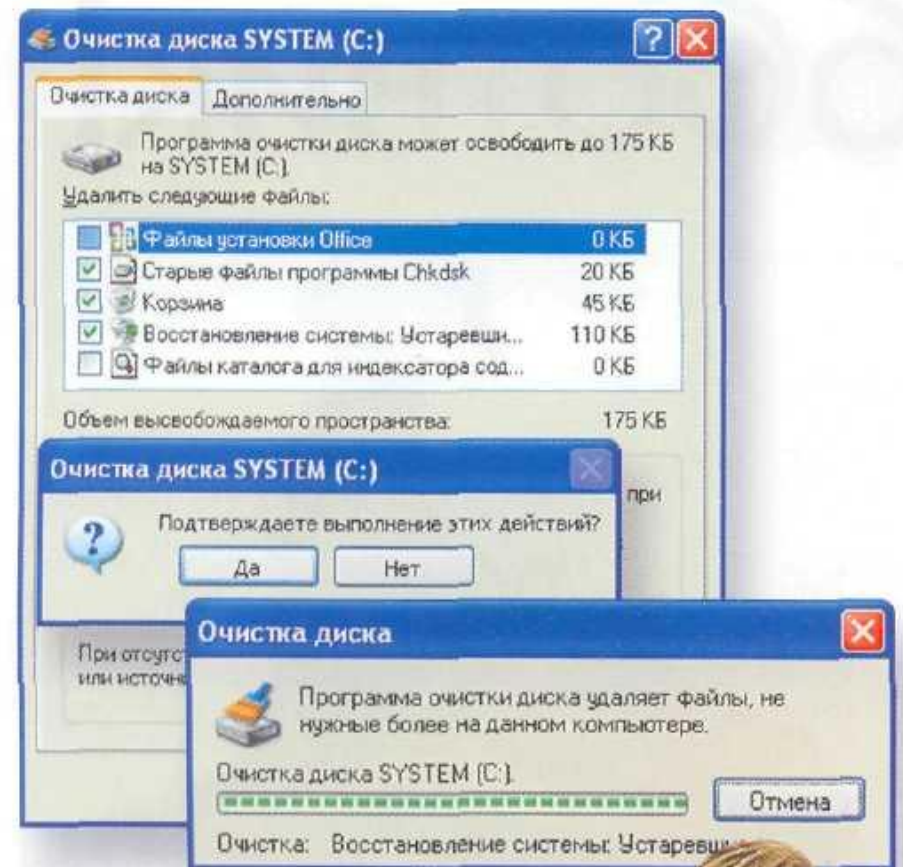 Очистка диска SYSTEM (C:)
Очистка диска Дополнительно
Программа очистки диска может освободить до 175 КБ
на SYSTEM (C:).
Удалить следующие файлы:
Файлы установки Office 0 КБ
Старые файлы программы Chkdsk 20 КБ
Корзина 45 КБ
Восстановление системы: Устаревши... 110 КБ
Файлы каталога для индексатора сод... 0 КБ
Объем высвобождаемого пространства: 175 КБ
Очистка диска SYSTEM (C:)
при
Подтверждаете выполнение этих действий?
Да Нет
При отсутс
или источн
Очистка диска
Программа очистки диска удаляет файлы, не
нужные более на данном компьютере.
Очистка диска SYSTEM (C:).
Отмена
Очистка: Восстановление системы: Устаревши